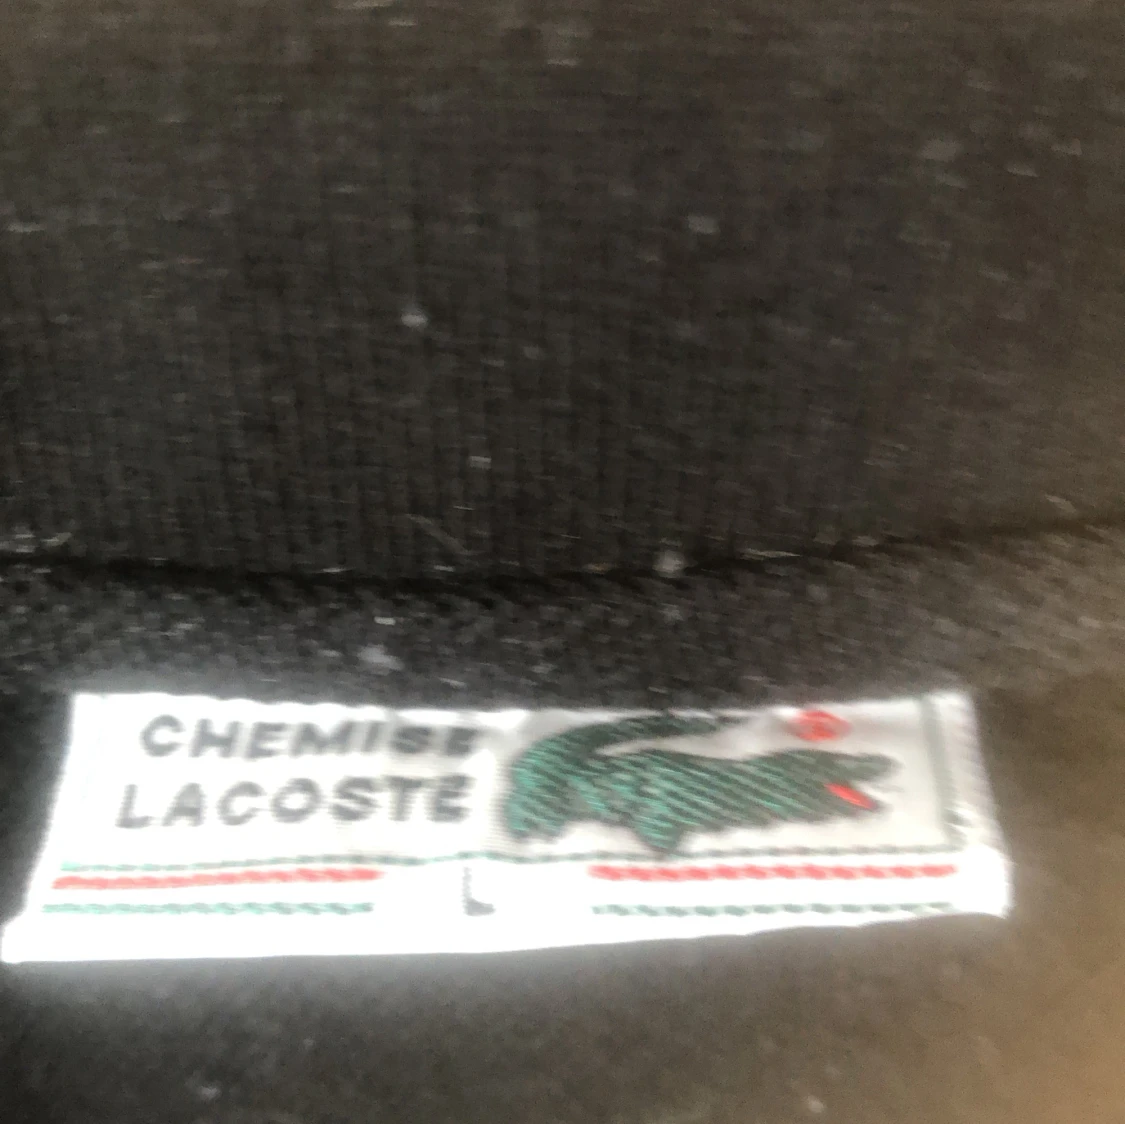 CHEMISE
LACOSTE
®
L